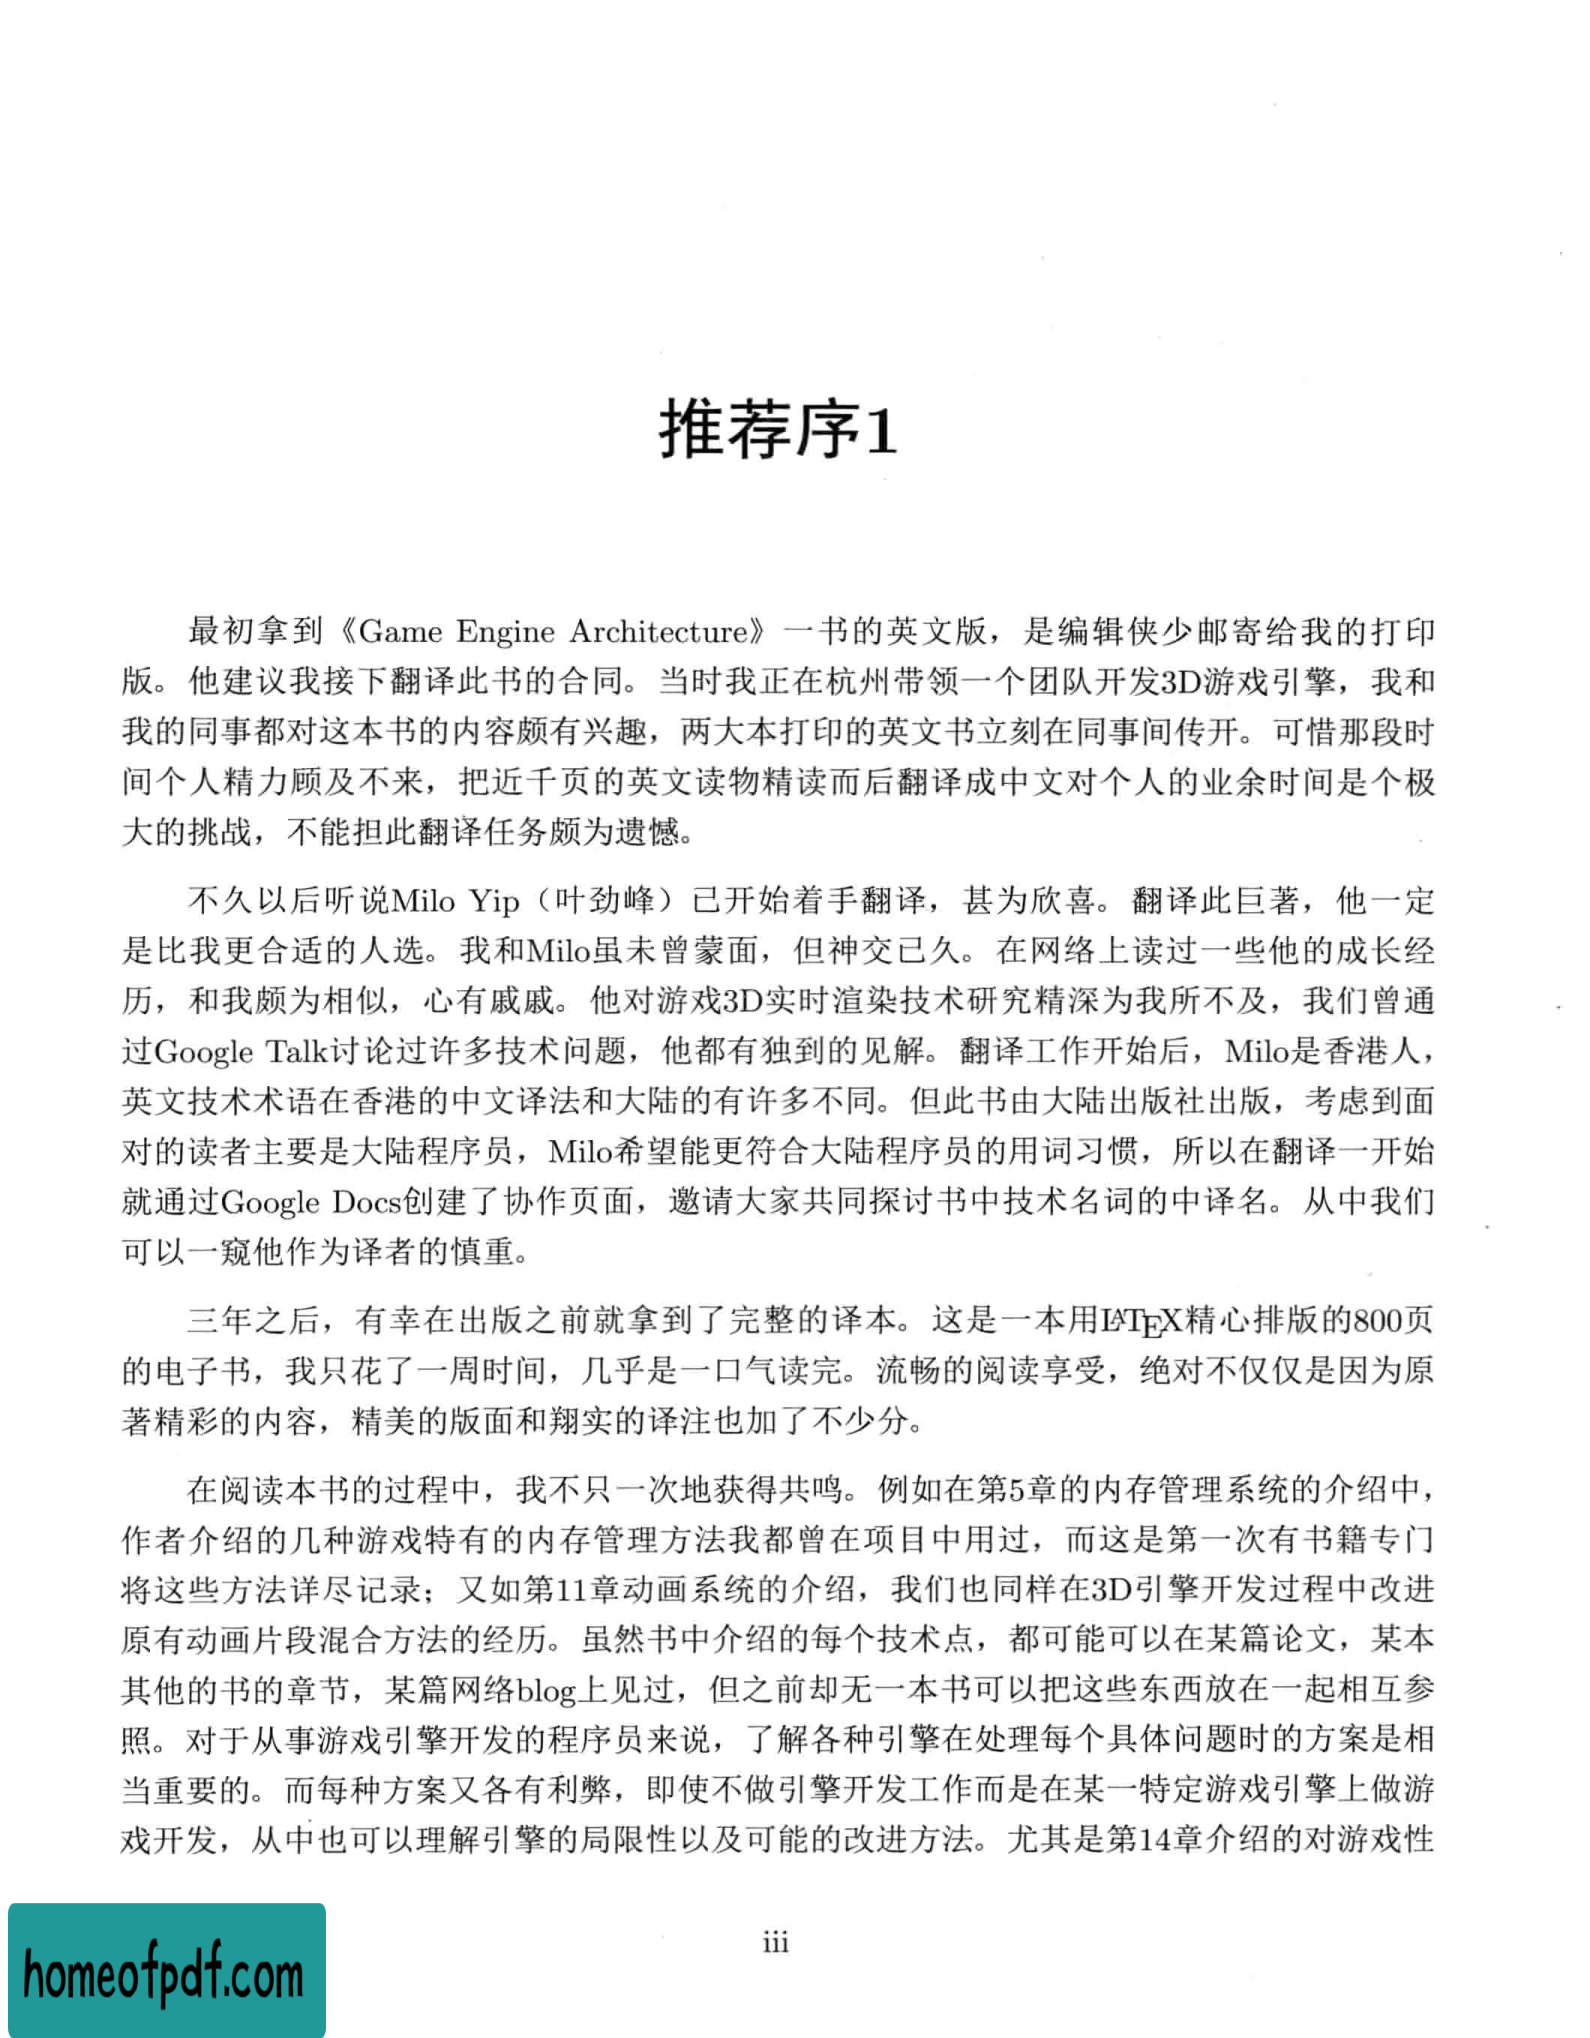 推荐序1
最初拿到《Game Engine Architecture》一书的英文版，是编辑侠少邮寄给我的打印
版。他建议我接下翻译此书的合同。当时我正在杭州带领一个团队开发3D游戏引擎，我和
我的同事都对这本书的内容颇有兴趣，两大本打印的英文书立刻在同事间传开。可惜那段时
间个人精力顾及不来，把近千页的英文读物精读而后翻译成中文对个人的业余时间是个极
大的挑战，不能担此翻译任务颇为遗憾。
不久以后听说Milo Yip（叶劲峰）已开始着手翻译，甚为欣喜。翻译此巨著，他一定
是比我更合适的人选。我和Milo虽未曾蒙面，但神交已久。在网络上读过一些他的成长经
历，和我颇为相似，心有戚戚。他对游戏3D实时渲染技术研究精深为我所不及，我们曾通
过Google Talk讨论过许多技术问题，他都有独到的见解。翻译工作开始后，Milo是香港人，
英文技术术语在香港的中文译法和大陆的有许多不同。但此书由大陆出版社出版，考虑到面
对的读者主要是大陆程序员，Milo希望能更符合大陆程序员的用词习惯，所以在翻译一开始
就通过Google Docs创建了协作页面，邀请大家共同探讨书中技术名词的中译名。从中我们
可以一窥他作为译者的慎重。
三年之后，有幸在出版之前就拿到了完整的译本。这是一本用LATEX精心排版的800页
的电子书，我只花了一周时间，几乎是一口气读完。流畅的阅读享受，绝对不仅仅是因为原
著精彩的内容，精美的版面和翔实的译注也加了不少分。
在阅读本书的过程中，我不只一次地获得共鸣。例如在第5章的内存管理系统的介绍中，
作者介绍的几种游戏特有的内存管理方法我都曾在项目中用过，而这是第一次有书籍专门
将这些方法详尽记录；又如第11章动画系统的介绍，我们也同样在3D引擎开发过程中改进
原有动画片段混合方法的经历。虽然书中介绍的每个技术点，都可能可以在某篇论文，某本
其他的书的章节，某篇网络blog上见过，但之前却无一本书可以把这些东西放在一起相互参
照。对于从事游戏引擎开发的程序员来说，了解各种引擎在处理每个具体问题时的方案是相
当重要的。而每种方案又各有利弊，即使不做引擎开发工作而是在某一特定游戏引擎上做游
戏开发，从中也可以理解引擎的局限性以及可能的改进方法。尤其是第14章介绍的对游戏性
iii
homeofpdf.com